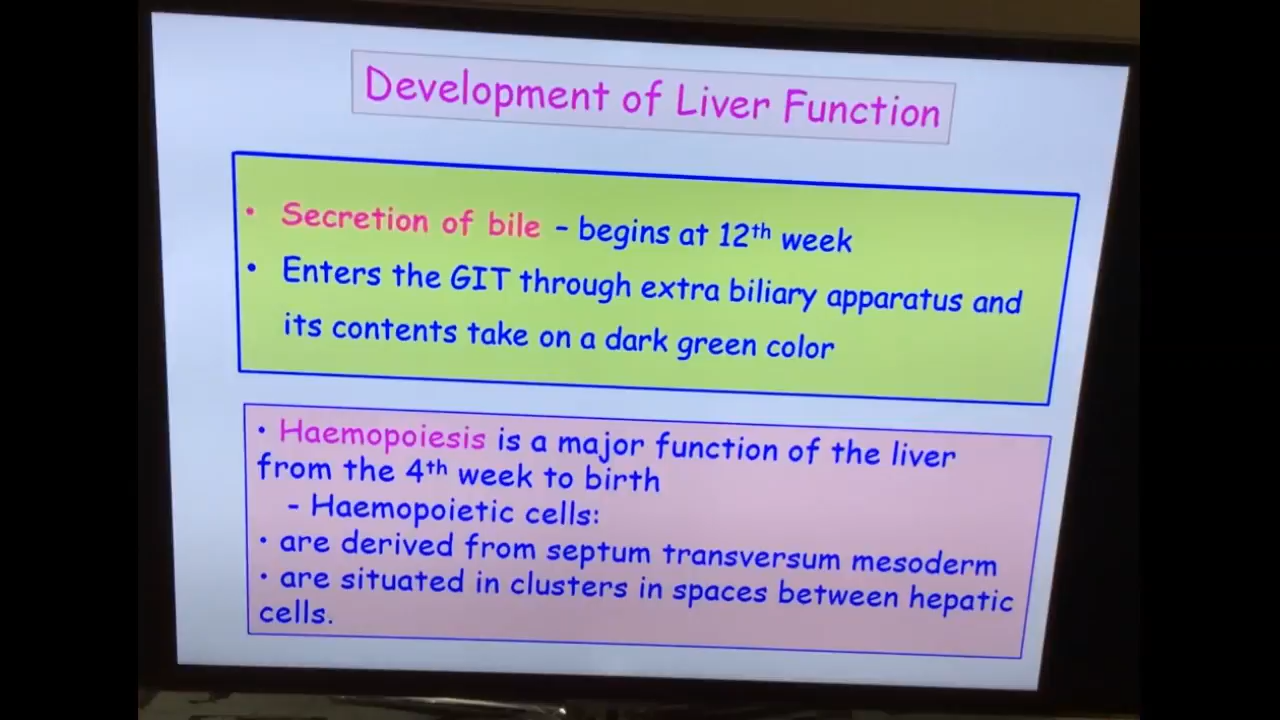 Development of Liver Function
• Secretion of bile – begins at 12th week
• Enters the GIT through extra biliary apparatus and
its contents take on a dark green color
• Haemopoiesis is a major function of the liver
from the 4th week to birth
- Haemopoietic cells:
• are derived from septum transversum mesoderm
• are situated in clusters in spaces between hepatic
cells.